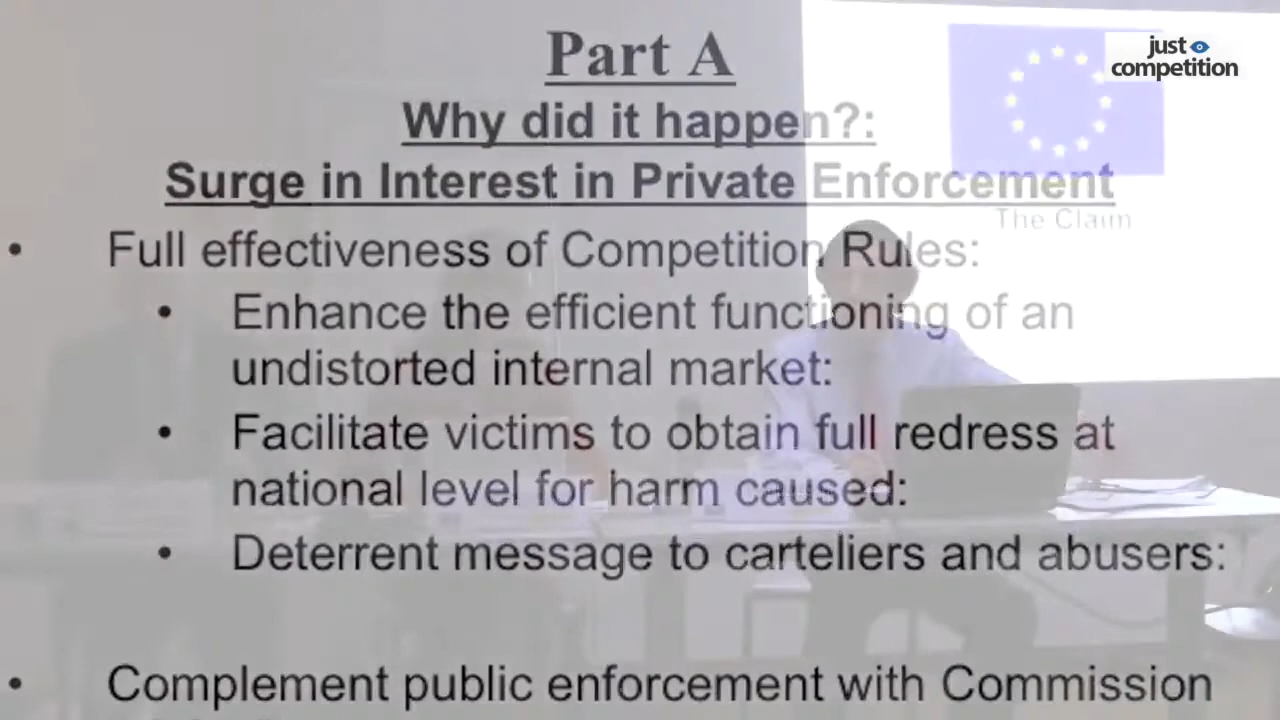 just
competition
Part A
Why did it happen?:
Surge in Interest in Private Enforcement
The Claim
• Full effectiveness of Competition Rules:
• Enhance the efficient functioning of an
undistorted internal market:
• Facilitate victims to obtain full redress at
national level for harm caused:
• Deterrent message to carteliers and abusers:
• Complement public enforcement with Commission